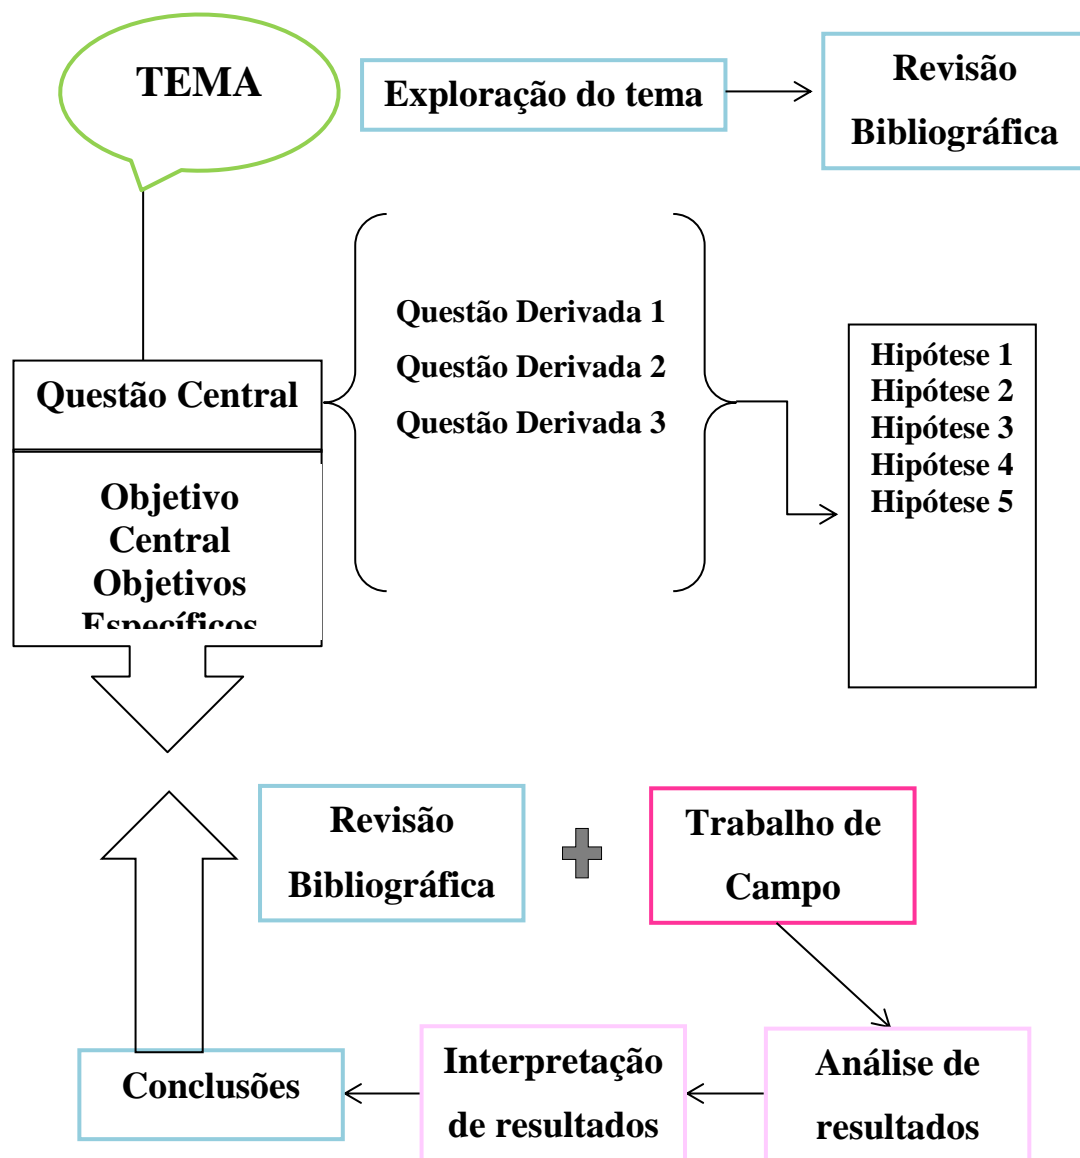 TEMA
Exploração do tema
Revisão
Bibliográfica
Questão Derivada 1
Questão Derivada 2
Questão Derivada 3
Questão Central
Objetivo
Central
Objetivos
Específicos
Hipótese 1
Hipótese 2
Hipótese 3
Hipótese 4
Hipótese 5
Revisão
Bibliográfica
Trabalho de
Campo
Conclusões
Interpretação
de resultados
Análise de
resultados